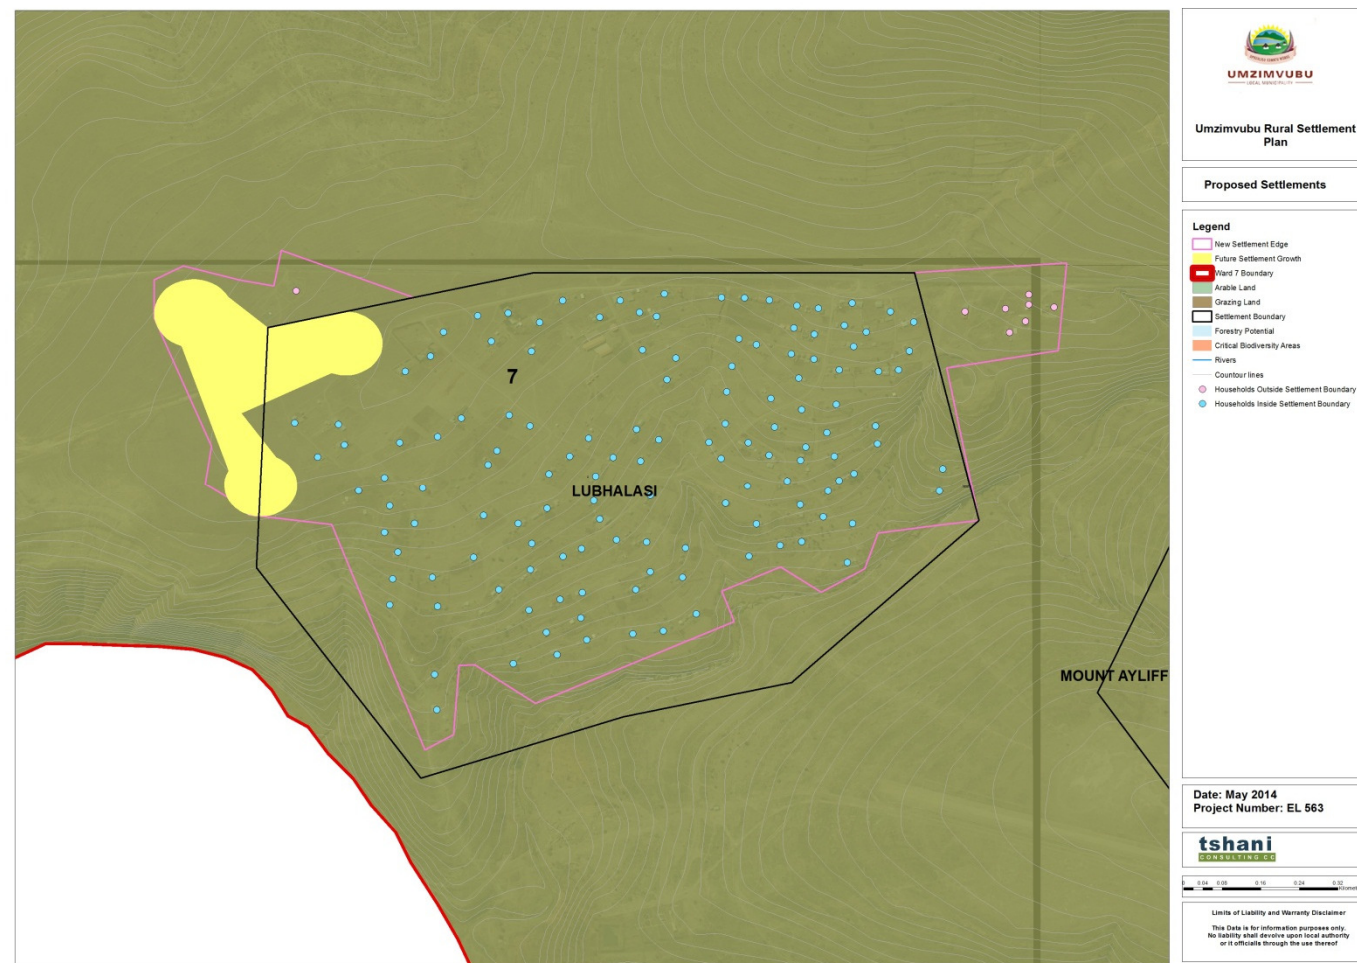 7
LUBHALASI
MOUNT AYLIFF
UMZIMVUBU
LOCAL MUNICIPALITY
Umzimvubu Rural Settlement
Plan
Proposed Settlements
Legend
New Settlement Edge
Future Settlement Growth
Ward 7 Boundary
Arable Land
Grazing Land
Settlement Boundary
Forestry Potential
Critical Biodiversity Areas
Rivers
Countour lines
Households Outside Settlement Boundary
Households Inside Settlement Boundary
Date: May 2014
Project Number: EL 563
tshani
CONSULTING CC
0 0.04 0.08 0.16 0.24 0.32
Limits of Liability and Warranty Disclaimer
This Data is for information purposes only.
No liability shall devolve upon local authority
or it officials through the use thereof